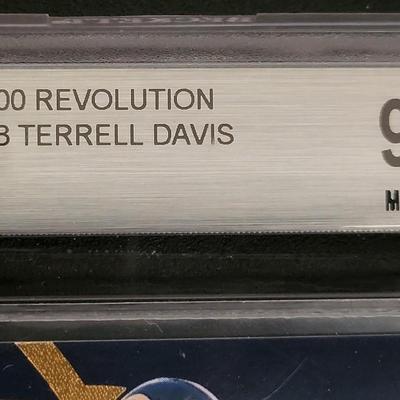 00 REVOLUTION
3 TERRELL DAVIS
9
M